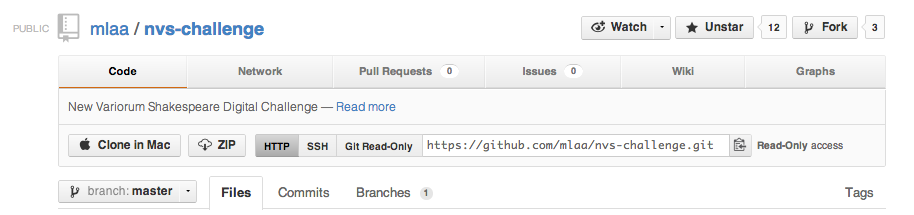 PUBLIC mlaa / nvs-challenge Watch Unstar 12 Fork 3
Code Network Pull Requests 0 Issues 0 Wiki Graphs
New Variorum Shakespeare Digital Challenge — Read more
Clone in Mac ZIP HTTP SSH Git Read-Only https://github.com/mlaa/nvs-challenge.git Read-Only access
branch: master Files Commits Branches 1 Tags